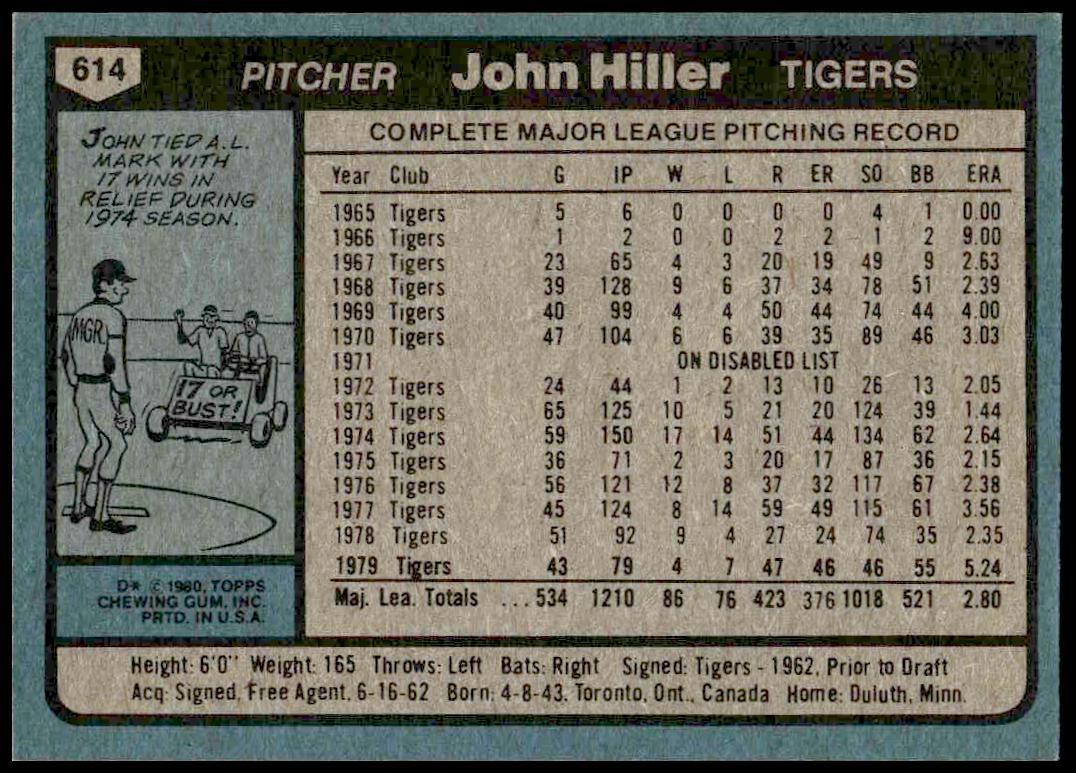 614 PITCHER John Hiller TIGERS
JOHN TIED A.L.
MARK WITH
17 WINS IN
RELIEF DURING
1974 SEASON.
MGR.
17 OR
BUST!
D* © 1980, TOPPS
CHEWING GUM, INC.
PRTD. IN U.S.A.
COMPLETE MAJOR LEAGUE PITCHING RECORD
Year Club G IP W L R ER SO BB ERA
1965 Tigers 5 6 0 0 0 0 4 1 0.00
1966 Tigers 1 2 0 0 2 2 1 2 9.00
1967 Tigers 23 65 4 3 20 19 49 9 2.63
1968 Tigers 39 128 9 6 37 34 78 51 2.39
1969 Tigers 40 99 4 4 50 44 74 44 4.00
1970 Tigers 47 104 6 6 39 35 89 46 3.03
1971 ON DISABLED LIST
1972 Tigers 24 44 1 2 13 10 26 13 2.05
1973 Tigers 65 125 10 5 21 20 124 39 1.44
1974 Tigers 59 150 17 14 51 44 134 62 2.64
1975 Tigers 36 71 2 3 20 17 87 36 2.15
1976 Tigers 56 121 12 8 37 32 117 67 2.38
1977 Tigers 45 124 8 14 59 49 115 61 3.56
1978 Tigers 51 92 9 4 27 24 74 35 2.35
1979 Tigers 43 79 4 7 47 46 46 55 5.24
Maj. Lea. Totals ... 534 1210 86 76 423 376 1018 521 2.80
Height: 6'0" Weight: 165 Throws: Left Bats: Right Signed: Tigers - 1962, Prior to Draft
Acq: Signed, Free Agent, 6-16-62 Born: 4-8-43, Toronto, Ont., Canada Home: Duluth, Minn.